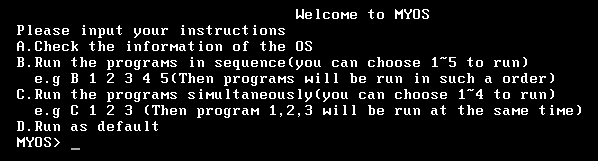 Welcome to MYOS
Please input your instructions
A.Check the information of the OS
B.Run the programs in sequence(you can choose 1~5 to run)
e.g B 1 2 3 4 5(Then programs will be run in such a order)
C.Run the programs simultaneously(you can choose 1~4 to run)
e.g C 1 2 3 (Then program 1,2,3 will be run at the same time)
D.Run as default
MYOS> _